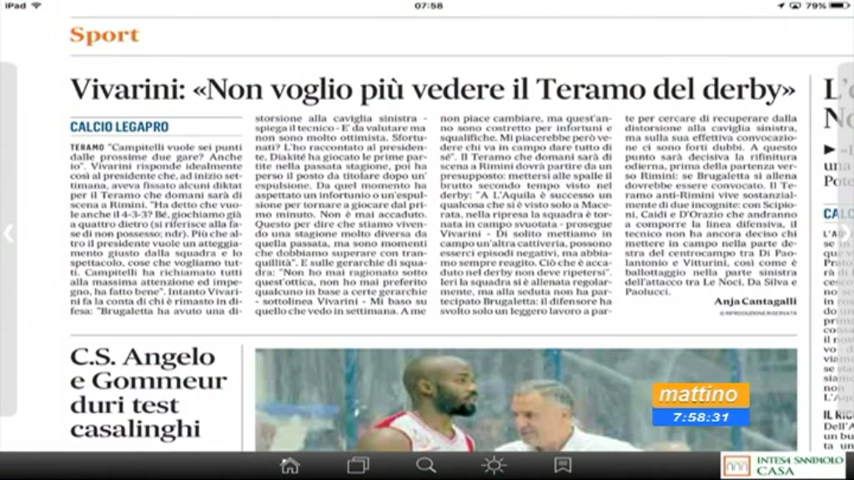 iPad
07:58
79%
Sport
Vivarini: «Non voglio più vedere il Teramo del derby»
CALCIO LEGAPRO
TERAMO "Campitelli vuole sei punti
dalle prossime due gare? Anche
io". Vivarini risponde idealmente
così al presidente che, ad inizio set-
timana, aveva fissato alcuni diktat
per il Teramo che domani sarà di
scena a Rimini. "Ha detto che vuo-
le anche il 4-3-3? Bé, giochiamo già
a quattro dietro (si riferisce alla fa-
se di non possesso; ndr). Più che al-
tro il presidente vuole un atteggia-
mento giusto dalla squadra e lo
spettacolo, cose che vogliamo tut-
ti. Campitelli ha richiamato tutti
alla massima attenzione ed impe-
gno, ha fatto bene". Intanto Vivari-
ni fa la conta di chi è rimasto in di-
fesa: "Brugaletta ha avuto una di-
storsione alla caviglia sinistra -
spiega il tecnico - E' da valutare ma
non sono molto ottimista. Sfortu-
nati? L'ho raccontato al presiden-
te, Diakité ha giocato le prime par-
tite nella passata stagione, poi ha
perso il posto da titolare dopo un'
espulsione. Da quel momento ha
aspettato un infortunio o un'espul-
sione per tornare a giocare dal pri-
mo minuto. Non è mai accaduto.
Questo per dire che stiamo viven-
do una stagione molto diversa da
quella passata, ma sono momenti
che dobbiamo superare con tran-
quillità". E sulle gerarchie di squa-
dra: "Non ho mai ragionato sotto
quest'ottica, non ho mai preferito
qualcuno in base a certe gerarchie
- sottolinea Vivarini - Mi baso su
quello che vedo in settimana. A me
non piace cambiare, ma quest'an-
no sono costretto per infortuni e
squalifiche. Mi piacerebbe però ve-
dere chi va in campo dare tutto di
sé". Il Teramo che domani sarà di
scena a Rimini dovrà partire da un
presupposto: mettersi alle spalle il
brutto secondo tempo visto nel
derby: "A L'Aquila è successo un
qualcosa che si è visto solo a Mace-
rata, nella ripresa la squadra è tor-
nata in campo svuotata - prosegue
Vivarini - Di solito mettiamo in
campo un'altra cattiveria, possono
esserci episodi negativi, ma abbia-
mo sempre reagito. Ciò che è acca-
duto nel derby non deve ripetersi".
Ieri la squadra si è allenata regolar-
mente, ma alla seduta non ha par-
tecipato Brugaletta: il difensore ha
svolto solo un leggero lavoro a par-
te per cercare di recuperare dalla
distorsione alla caviglia sinistra,
ma sulla sua effettiva convocazio-
ne ci sono forti dubbi. A questo
punto sarà decisiva la rifinitura
odierna, prima della partenza ver-
so Rimini: se Brugaletta si allena
dovrebbe essere convocato. Il Te-
ramo anti-Rimini vive sostanzial-
mente di tre incognite: con Scipio-
ni, Caidi e D'Orazio che andranno
a comporre la linea difensiva, il
tecnico non ha ancora deciso chi
mettere in campo nella parte de-
stra del centrocampo tra Di Pao-
lantonio e Vitturini, così come è
ballottaggio nella parte sinistra
dell'attacco tra Le Noci, Da Silva e
Paolucci.
Anja Cantagalli
© RIPRODUZIONE RISERVATA
C.S. Angelo
e Gommeur
duri test
casalinghi
mattino
7:58:31
INTESA SANPAOLO
CASA